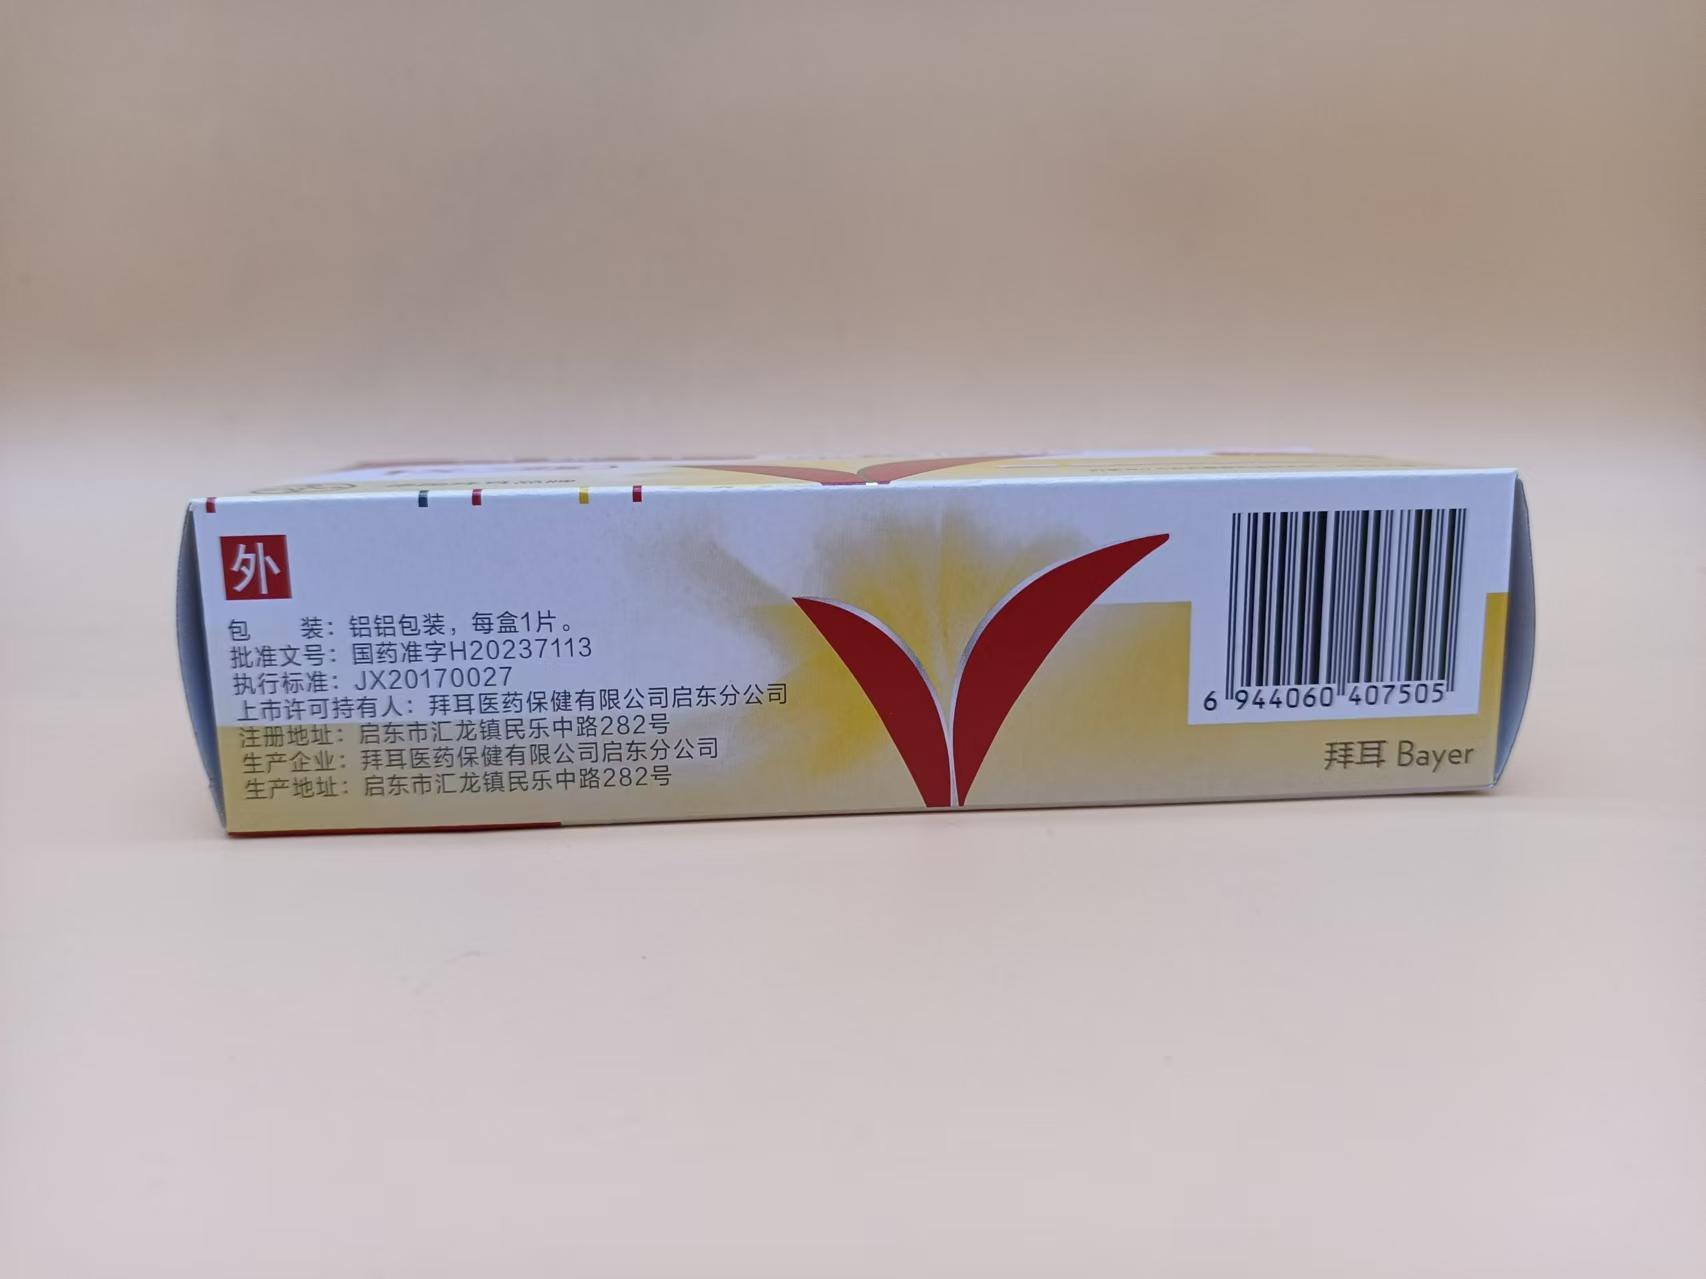 外
包　　装：铝铝包装，每盒1片。
批准文号：国药准字H20237113
执行标准：JX20170027
上市许可持有人：拜耳医药保健有限公司启东分公司
注册地址：启东市汇龙镇民乐中路282号
生产企业：拜耳医药保健有限公司启东分公司
生产地址：启东市汇龙镇民乐中路282号
6 944060 407505
拜耳 Bayer